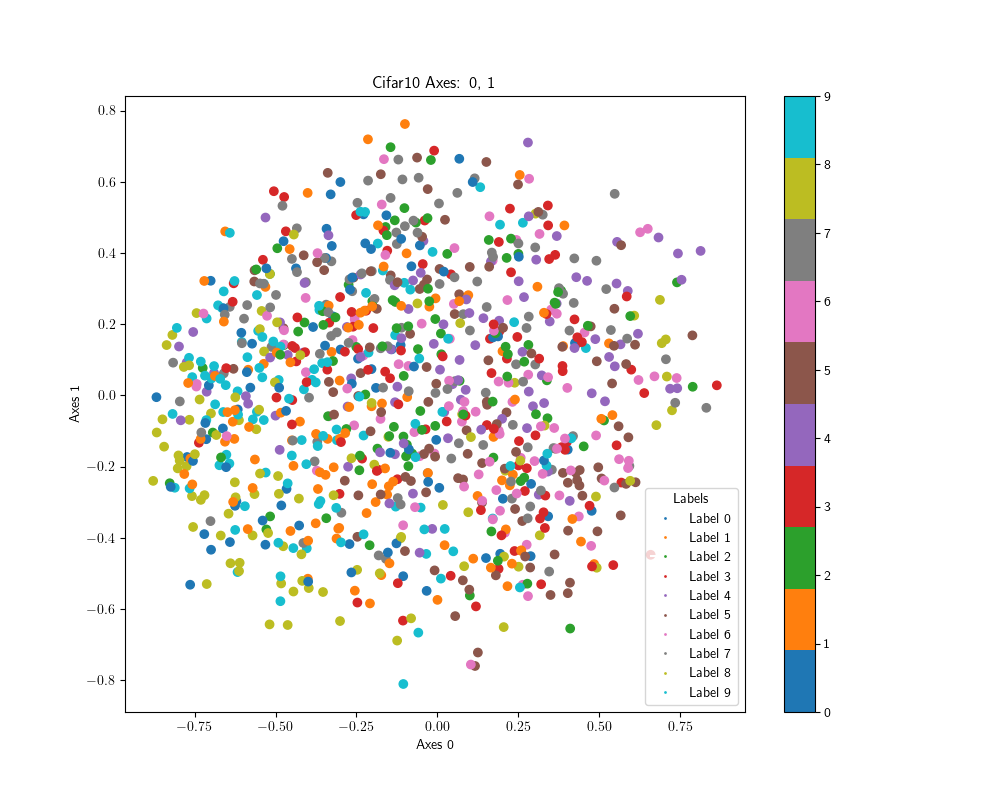 Cifar10 Axes: 0, 1
Axes 1
0.8
0.6
0.4
0.2
0.0
−0.2
−0.4
−0.6
−0.8
−0.75
−0.50
−0.25
0.00
0.25
0.50
0.75
Axes 0
Labels
Label 0
Label 1
Label 2
Label 3
Label 4
Label 5
Label 6
Label 7
Label 8
Label 9
9
8
7
6
5
4
3
2
1
0